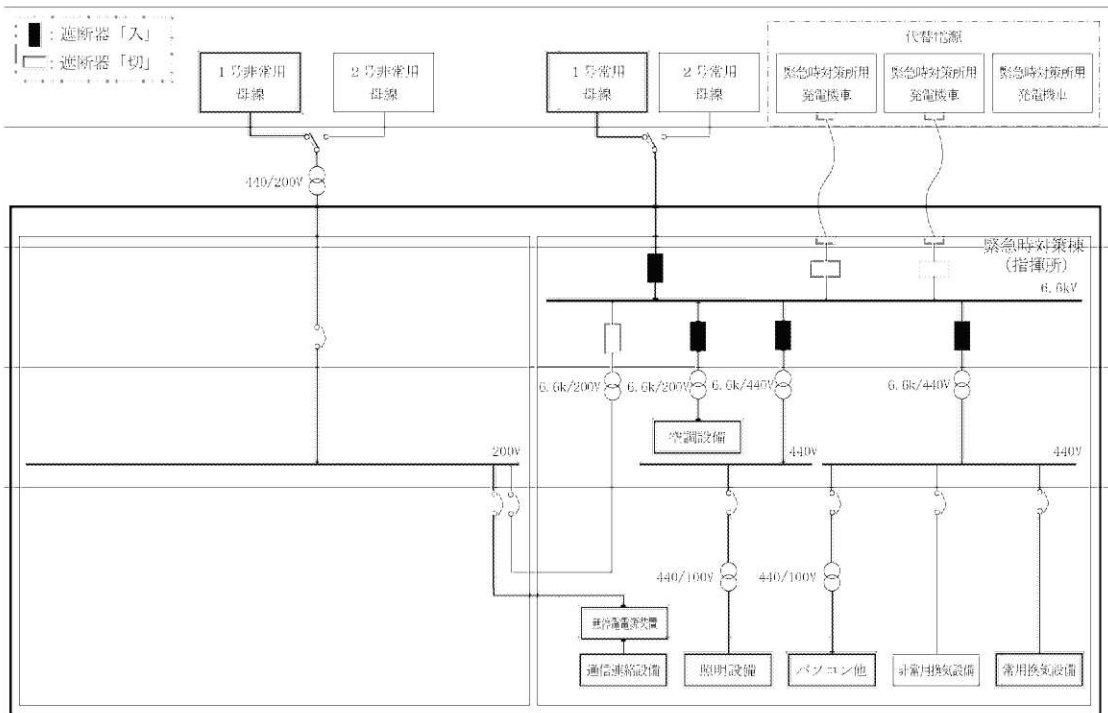 ：遮断器「入」
：遮断器「切」
1号非常用
母線
2号非常用
母線
1号常用
母線
2号常用
母線
代替電源
緊急時対策所用
発電機車
緊急時対策所用
発電機車
緊急時対策所用
発電機車
440/200V
緊急時対策棟
（指揮所）
6.6kV
6.6k/200V
6.6k/200V
6.6k/440V
6.6k/440V
空調設備
200V
440V
440V
440/100V
440/100V
無停電電源装置
通信連絡設備
照明設備
パソコン他
非常用換気設備
常用換気設備